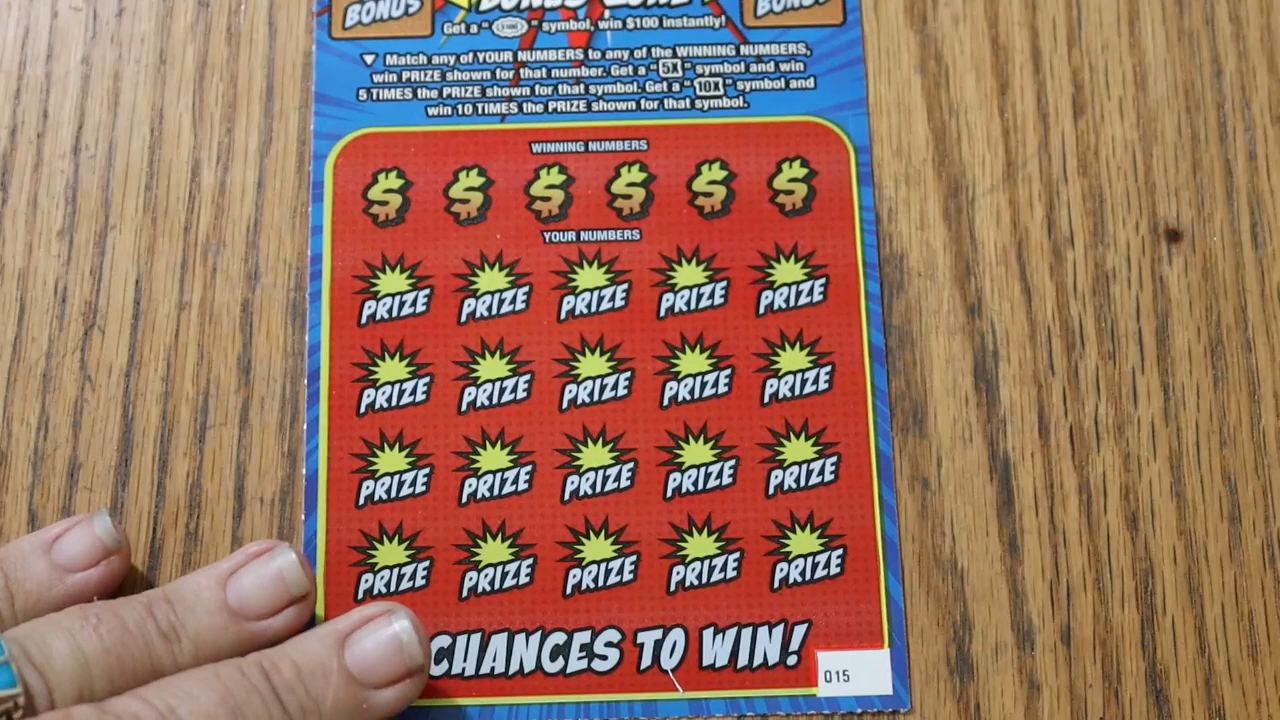 BONUS BONUS ZONE BONUS
Get a " $100 " symbol, win $100 instantly!
▼ Match any of YOUR NUMBERS to any of the WINNING NUMBERS,
win PRIZE shown for that number. Get a "5X" symbol and win
5 TIMES the PRIZE shown for that symbol. Get a "10X" symbol and
win 10 TIMES the PRIZE shown for that symbol.
WINNING NUMBERS
$ $ $ $ $ $
YOUR NUMBERS
PRIZE PRIZE PRIZE PRIZE PRIZE
PRIZE PRIZE PRIZE PRIZE PRIZE
PRIZE PRIZE PRIZE PRIZE PRIZE
PRIZE PRIZE PRIZE PRIZE PRIZE
CHANCES TO WIN!
015